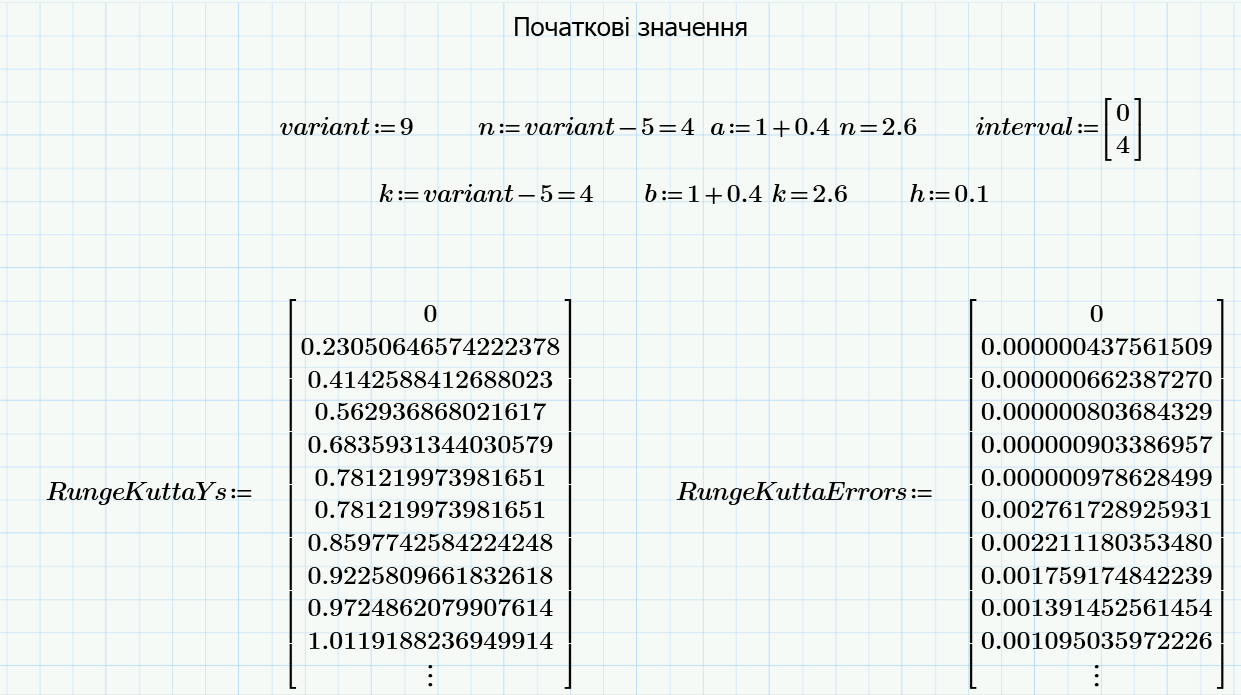 Початкові значення
variant:=9 n:=variant−5=4 a:=1+0.4 n=2.6 interval:=[0 4]
k:=variant−5=4 b:=1+0.4 k=2.6 h:=0.1
0 0
0.23050646574222378 0.000000437561509
0.4142588412688023 0.000000662387270
0.562936868021617 0.000000803684329
0.6835931344030579 0.000000903386957
0.781219973981651 0.000000978628499
RungeKuttaYs:= 0.781219973981651 RungeKuttaErrors:= 0.002761728925931
0.8597742584224248 0.002211180353480
0.9225809661832618 0.001759174842239
0.9724862079907614 0.001391452561454
1.0119188236949914 0.001095035972226
⋮ ⋮